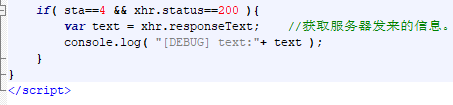 if( sta==4 && xhr.status==200 ){
var text = xhr.responseText; //获取服务器发来的信息。
console.log( "[DEBUG] text:"+ text );
}
}
</script>